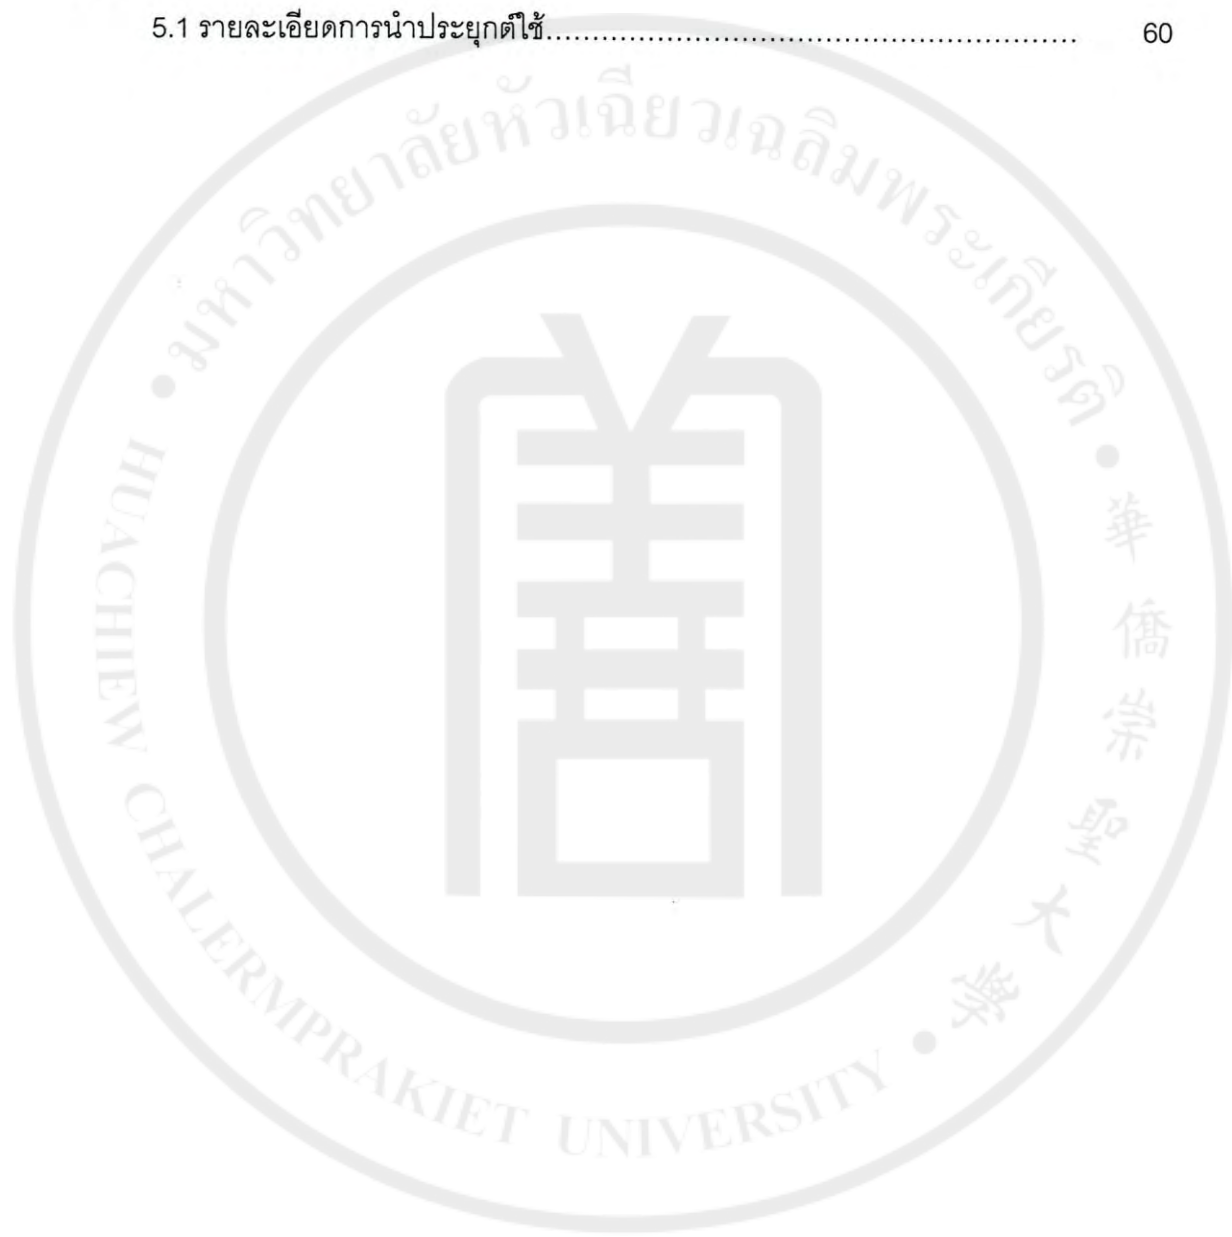 5.1 รายละเอียดการนำประยุกต์ใช้......................................................... 60
• มหาวิทยาลัยหัวเฉียวเฉลิมพระเกียรติ • 華僑崇聖大學 •
HUACHIEW CHALERMPRAKIET UNIVERSITY